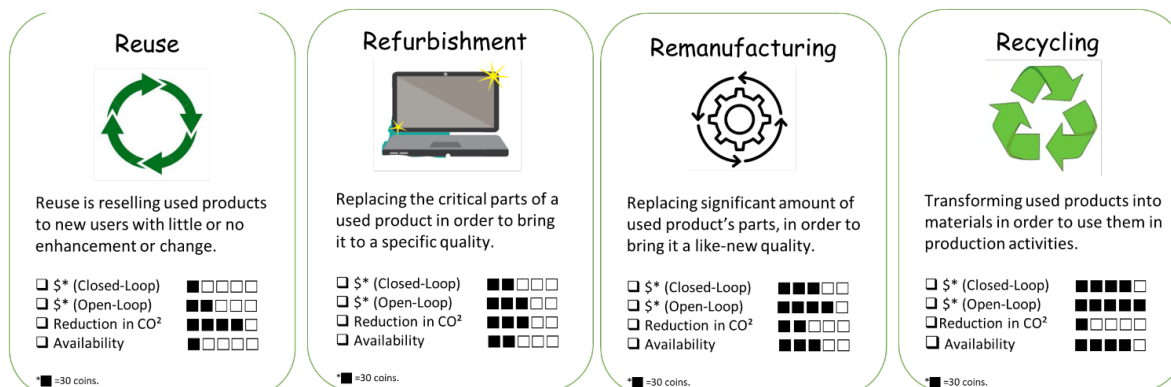 Reuse
Reuse is reselling used products
to new users with little or no
enhancement or change.
❑ $* (Closed-Loop) ■□□□□
❑ $* (Open-Loop) ■■□□□
❑ Reduction in CO² ■■■■□
❑ Availability ■□□□□
*■ =30 coins.
Refurbishment
Replacing the critical parts of a
used product in order to bring
it to a specific quality.
❑ $* (Closed-Loop) ■■□□□
❑ $* (Open-Loop) ■■■□□
❑ Reduction in CO² ■■■□□
❑ Availability ■■□□□
*■ =30 coins.
Remanufacturing
Replacing significant amount of
used product's parts, in order to
bring it a like-new quality.
❑ $* (Closed-Loop) ■■■□□
❑ $* (Open-Loop) ■■■■□
❑ Reduction in CO² ■■□□□
❑ Availability ■■■□□
*■ =30 coins.
Recycling
Transforming used products into
materials in order to use them in
production activities.
❑ $* (Closed-Loop) ■■■■□
❑ $* (Open-Loop) ■■■■■
❑Reduction in CO² ■□□□□
❑ Availability ■■■■□
*■ =30 coins.